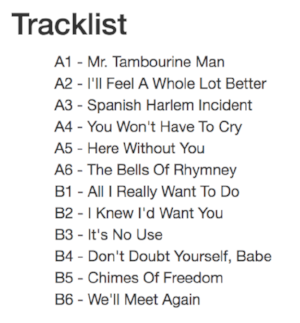 Tracklist
A1 - Mr. Tambourine Man
A2 - I'll Feel A Whole Lot Better
A3 - Spanish Harlem Incident
A4 - You Won't Have To Cry
A5 - Here Without You
A6 - The Bells Of Rhymney
B1 - All I Really Want To Do
B2 - I Knew I'd Want You
B3 - It's No Use
B4 - Don't Doubt Yourself, Babe
B5 - Chimes Of Freedom
B6 - We'll Meet Again